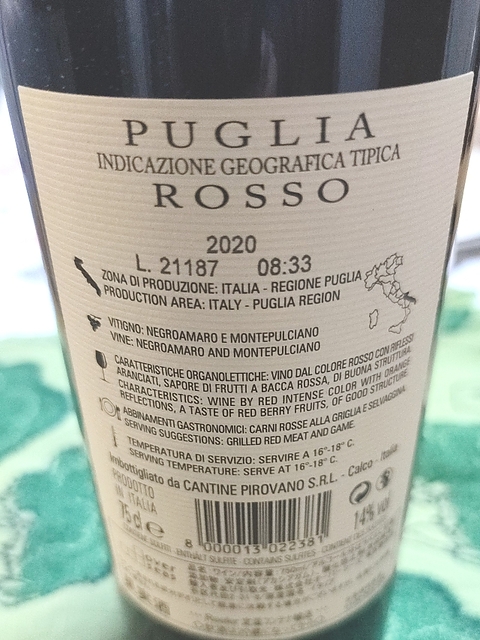 PUGLIA
INDICAZIONE GEOGRAFICA TIPICA
ROSSO
2020
L. 21187 08:33
ZONA DI PRODUZIONE: ITALIA - REGIONE PUGLIA
PRODUCTION AREA: ITALY - PUGLIA REGION
VITIGNO: NEGROAMARO E MONTEPULCIANO
VINE: NEGROAMARO AND MONTEPULCIANO
CARATTERISTICHE ORGANOLETTICHE: VINO DAL COLORE ROSSO CON RIFLESSI
ARANCIATI, SAPORE DI FRUTTI A BACCA ROSSA, DI BUONA STRUTTURA.
CHARACTERISTICS: WINE BY RED INTENSE COLOR WITH ORANGE
REFLECTIONS, A TASTE OF RED BERRY FRUITS, OF GOOD STRUCTURE.
ABBINAMENTI GASTRONOMICI: CARNI ROSSE ALLA GRIGLIA E SELVAGGINA.
SERVING SUGGESTIONS: GRILLED RED MEAT AND GAME.
TEMPERATURA DI SERVIZIO: SERVIRE A 16°-18° C.
SERVING TEMPERATURE: SERVE AT 16°-18° C.
Imbottigliato da CANTINE PIROVANO S.R.L. - Calco - Italia
PRODOTTO
IN ITALIA
75 cl e
14% vol
8 000013 022381
ENTHÄLT SULFITE - CONTAINS SULFITES